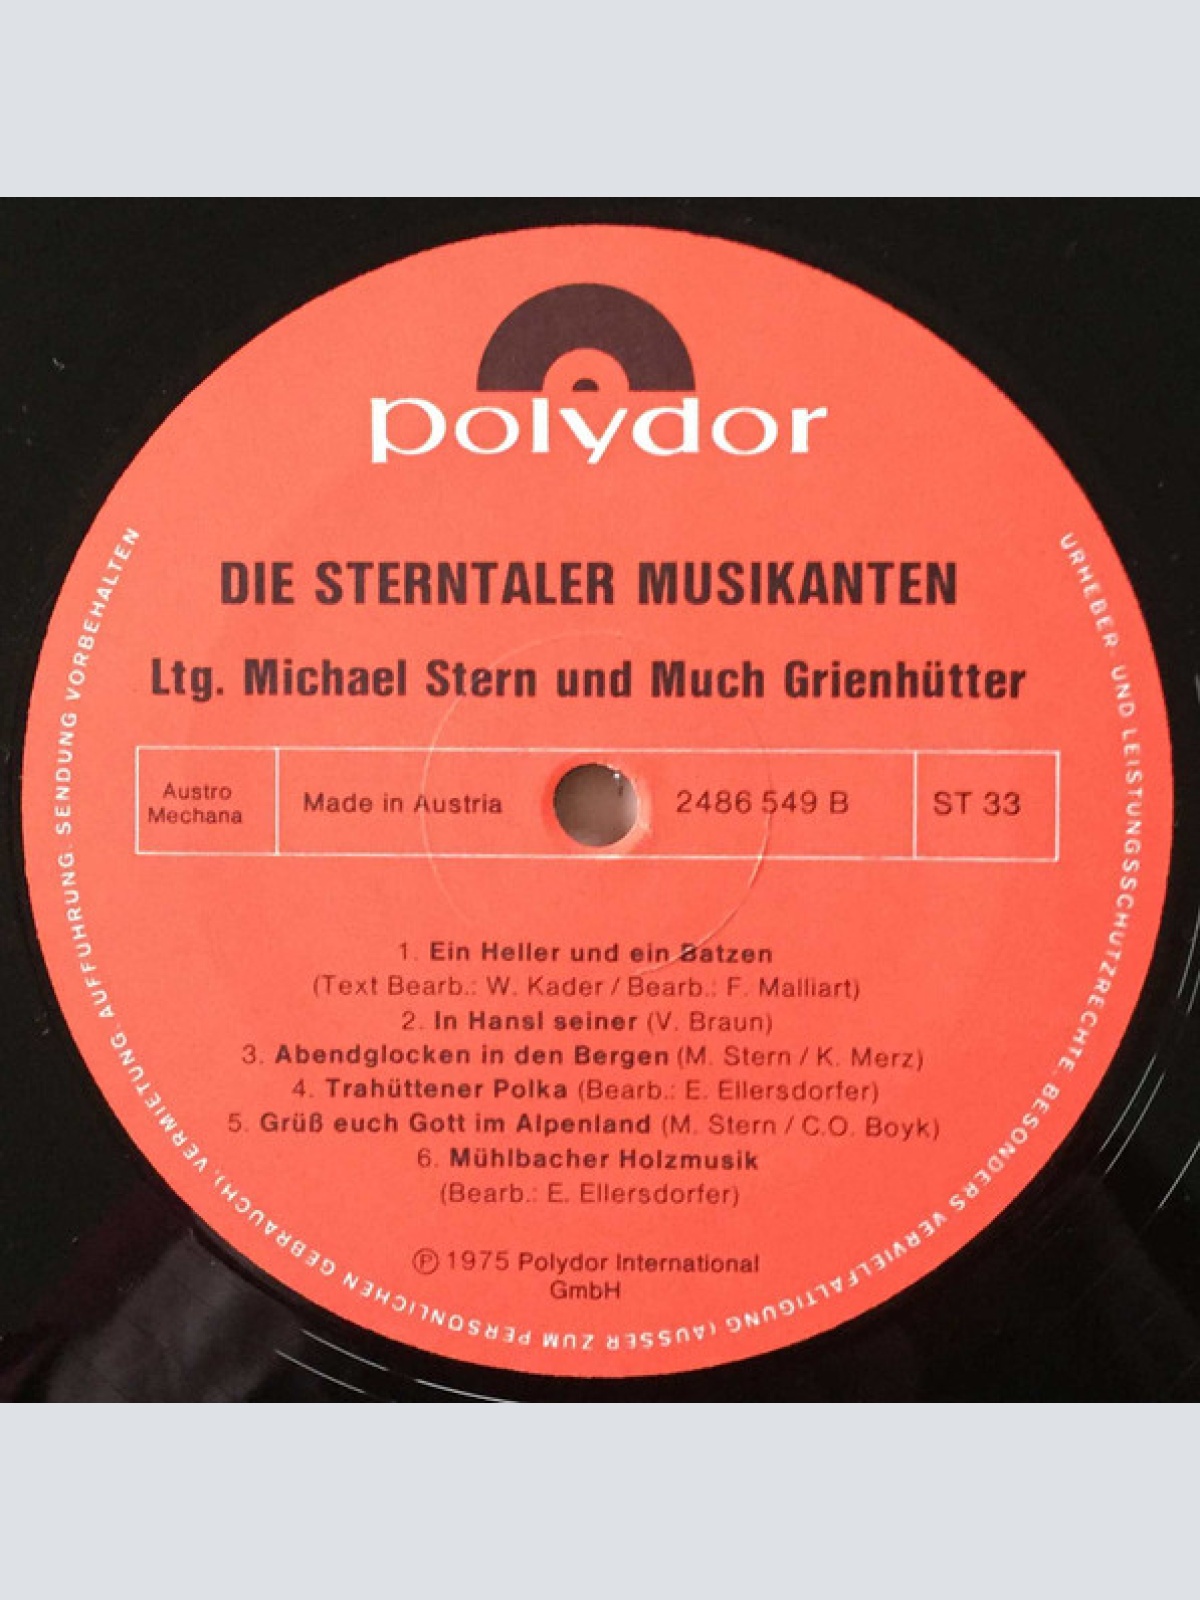 polydor
DIE STERNTALER MUSIKANTEN
Ltg. Michael Stern und Much Grienhütter
Austro
Mechana
Made in Austria
2486 549 B
ST 33
1. Ein Heller und ein Batzen
(Text Bearb.: W. Kader / Bearb.: F. Malliart)
2. In Hansl seiner (V. Braun)
3. Abendglocken in den Bergen (M. Stern / K. Merz)
4. Trahüttener Polka (Bearb.: E. Ellersdorfer)
5. Grüß euch Gott im Alpenland (M. Stern / C.O. Boyk)
6. Mühlbacher Holzmusik
(Bearb.: E. Ellersdorfer)
Ⓟ 1975 Polydor International
GmbH
URHEBER- UND LEISTUNGSSCHUTZRECHTE, BESONDERS VERVIELFÄLTIGUNG (AUSSER ZUM PERSÖNLICHEN GEBRAUCH), VERMIETUNG, AUFFÜHRUNG, SENDUNG VORBEHALTEN